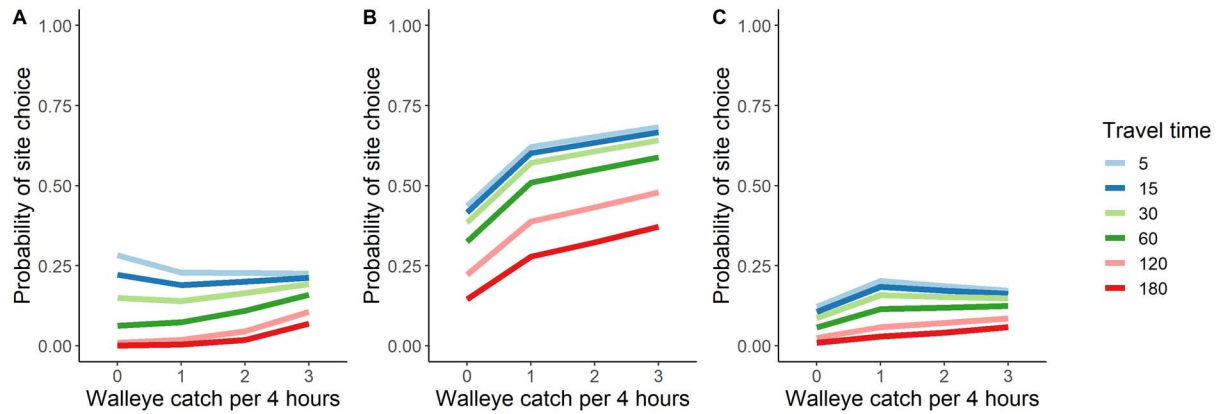 A
1.00
0.75
0.50
0.25
0.00
Probability of site choice
0 1 2 3
Walleye catch per 4 hours
B
1.00
0.75
0.50
0.25
0.00
Probability of site choice
0 1 2 3
Walleye catch per 4 hours
C
1.00
0.75
0.50
0.25
0.00
Probability of site choice
0 1 2 3
Walleye catch per 4 hours
Travel time
5
15
30
60
120
180